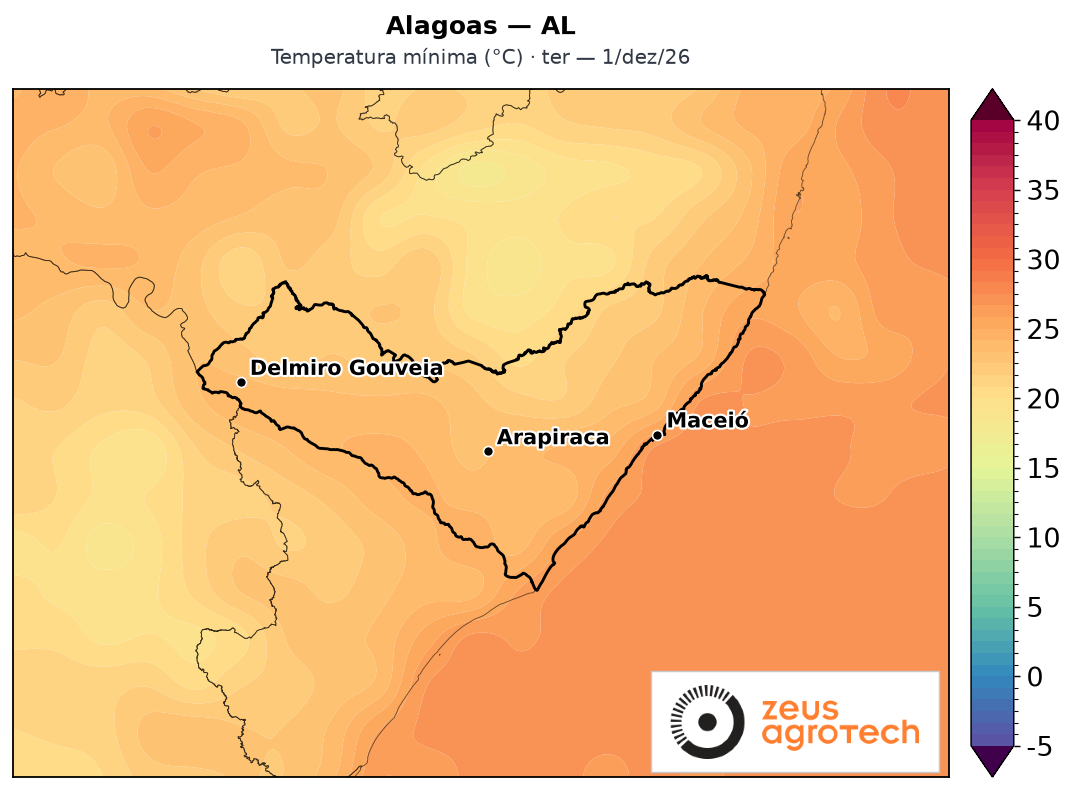 Alagoas — AL
Temperatura mínima (°C) · ter — 1/dez/26
Delmiro Gouveia
Arapiraca
Maceió
40
35
30
25
20
15
10
5
0
-5
zeus
agrotech